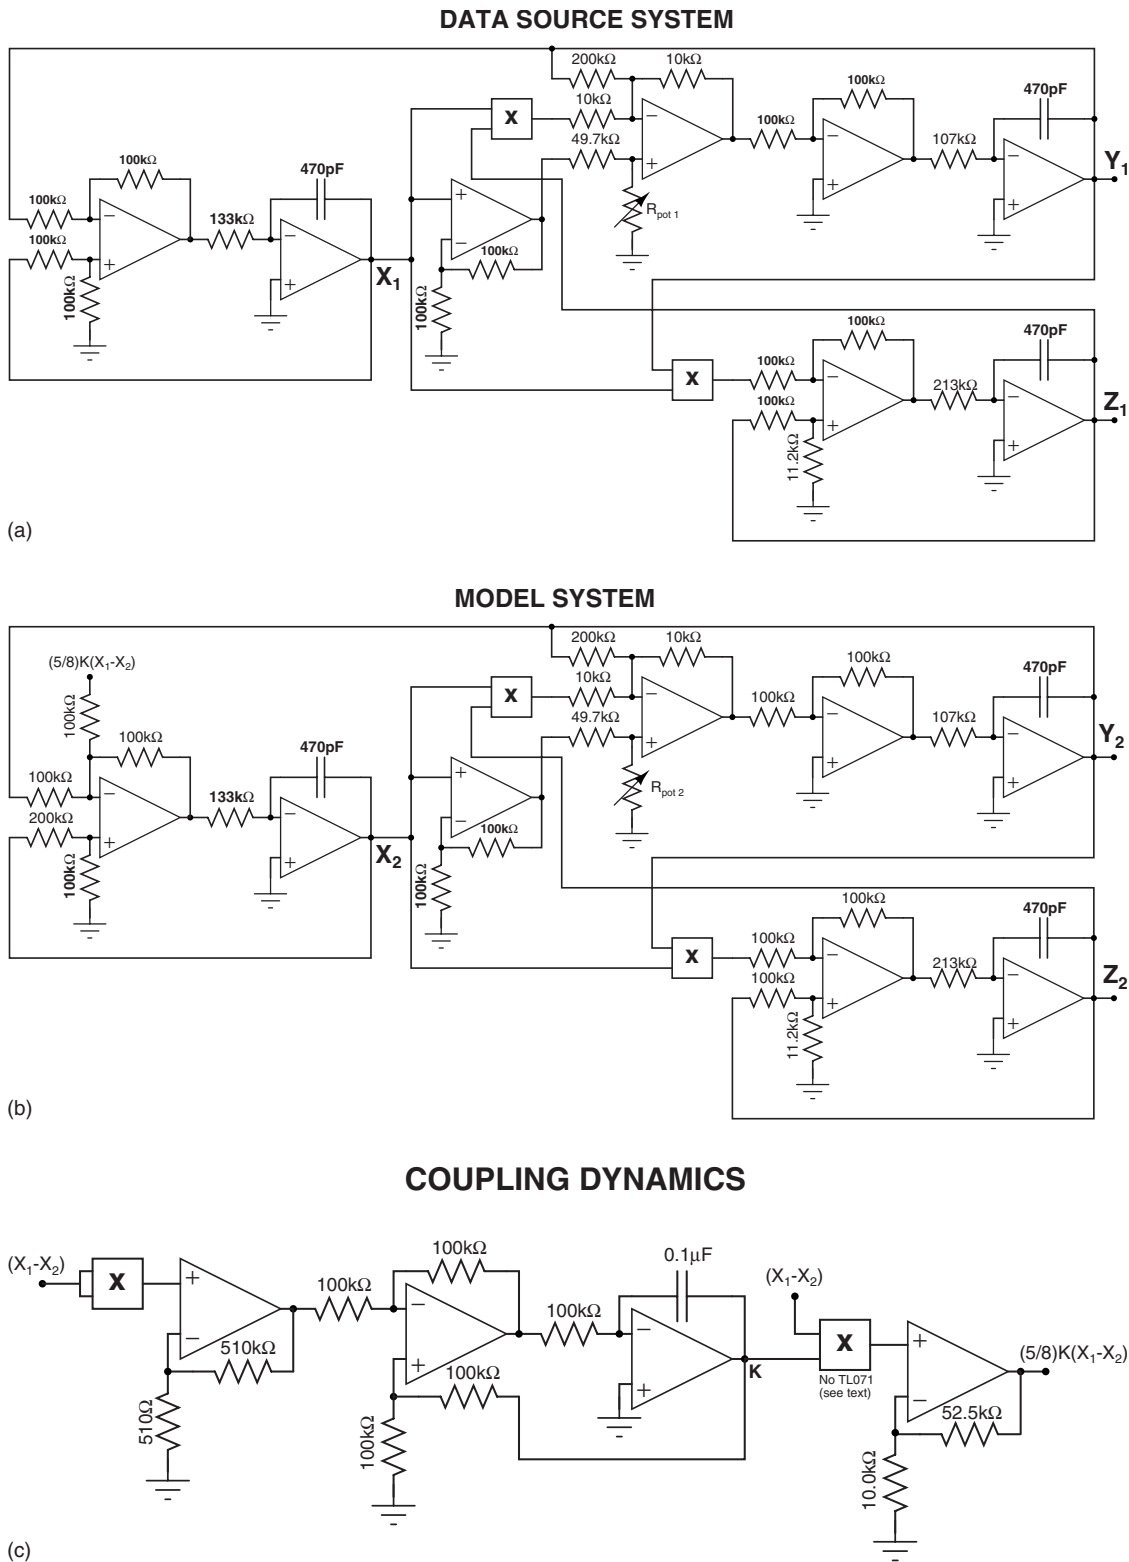 DATA SOURCE SYSTEM
200kΩ
10kΩ
X
10kΩ
49.7kΩ
R_pot 1
100kΩ
100kΩ
107kΩ
470pF
Y₁
100kΩ
100kΩ
100kΩ
100kΩ
133kΩ
470pF
X₁
100kΩ
100kΩ
X
100kΩ
100kΩ
100kΩ
11.2kΩ
213kΩ
470pF
Z₁
(a)
MODEL SYSTEM
(5/8)K(X₁-X₂)
100kΩ
100kΩ
100kΩ
200kΩ
100kΩ
133kΩ
470pF
X₂
X
200kΩ
10kΩ
10kΩ
49.7kΩ
R_pot 2
100kΩ
100kΩ
100kΩ
100kΩ
107kΩ
470pF
Y₂
X
100kΩ
100kΩ
100kΩ
11.2kΩ
213kΩ
470pF
Z₂
(b)
COUPLING DYNAMICS
(X₁-X₂)
X
510kΩ
510Ω
100kΩ
100kΩ
100kΩ
100kΩ
100kΩ
0.1µF
K
(X₁-X₂)
X
No TL071
(see text)
52.5kΩ
10.0kΩ
(5/8)K(X₁-X₂)
(c)
+
−